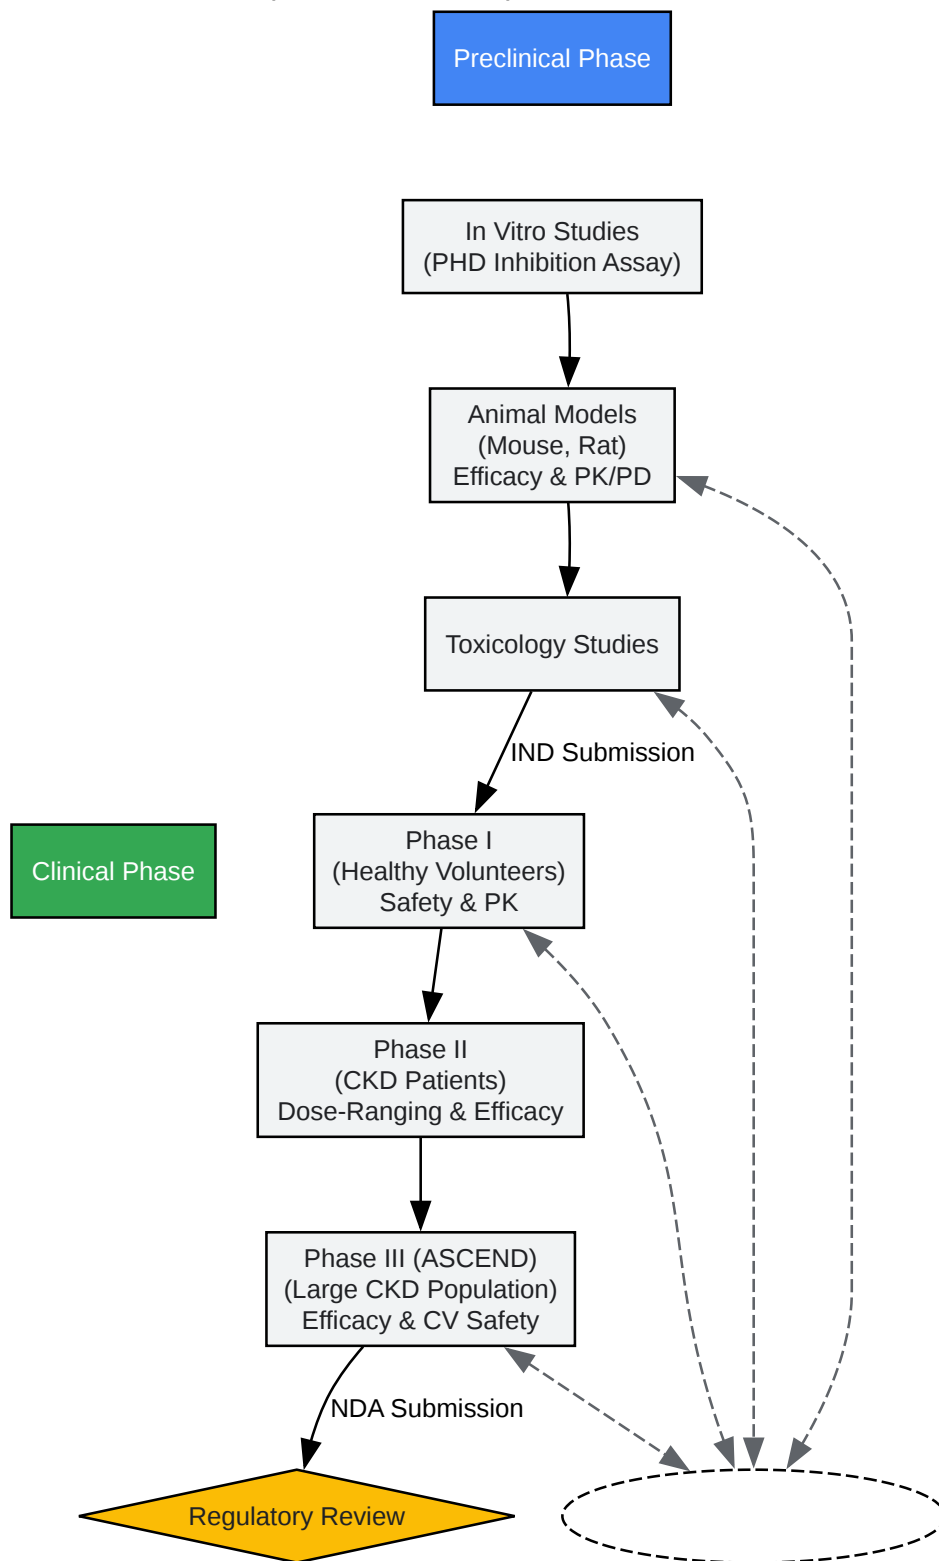 Preclinical Phase
In Vitro Studies
(PHD Inhibition Assay)
Animal Models
(Mouse, Rat)
Efficacy & PK/PD
Toxicology Studies
IND Submission
Clinical Phase
Phase I
(Healthy Volunteers)
Safety & PK
Phase II
(CKD Patients)
Dose-Ranging & Efficacy
Phase III (ASCEND)
(Large CKD Population)
Efficacy & CV Safety
NDA Submission
Regulatory Review